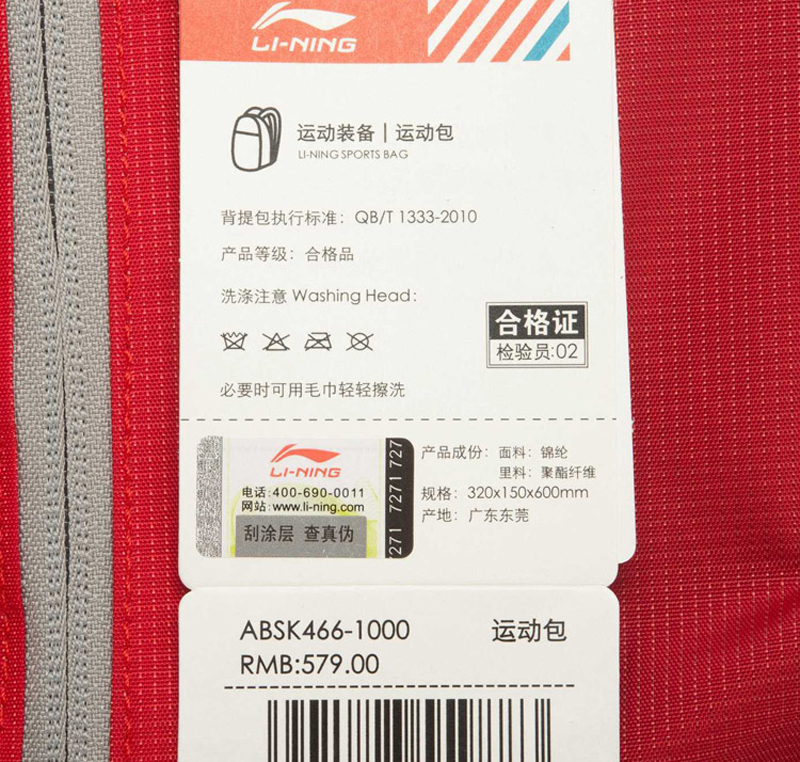 LI-NING
运动装备 | 运动包
LI-NING SPORTS BAG
背提包执行标准：QB/T 1333-2010
产品等级：合格品
洗涤注意 Washing Head:
合格证
检验员:02
必要时可用毛巾轻轻擦洗
LI-NING
电话:400-690-0011
网站:www.li-ning.com
刮涂层 查真伪
7271 7271 727
产品成份：面料：锦纶
里料：聚酯纤维
规格：320x150x600mm
产地：广东东莞
ABSK466-1000 运动包
RMB:579.00